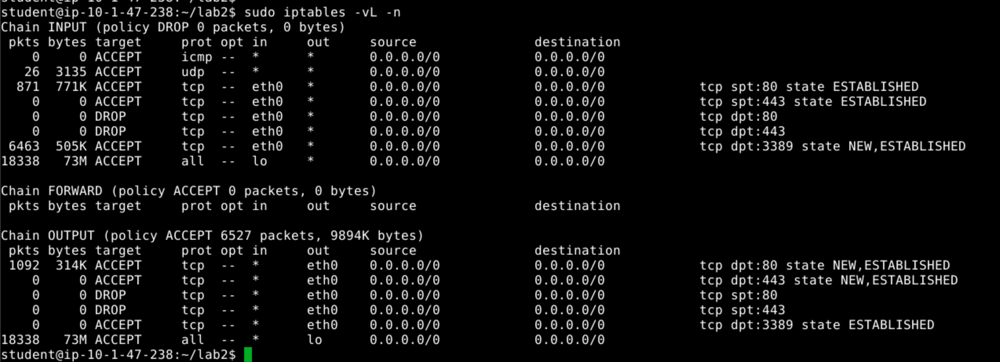 student@ip-10-1-47-238:~/lab2$
student@ip-10-1-47-238:~/lab2$ sudo iptables -vL -n
Chain INPUT (policy DROP 0 packets, 0 bytes)
 pkts bytes target     prot opt in     out     source               destination
    0     0 ACCEPT     icmp --  *      *       0.0.0.0/0            0.0.0.0/0
   26  3135 ACCEPT     udp  --  *      *       0.0.0.0/0            0.0.0.0/0
  871  771K ACCEPT     tcp  --  eth0   *       0.0.0.0/0            0.0.0.0/0            tcp spt:80 state ESTABLISHED
    0     0 ACCEPT     tcp  --  eth0   *       0.0.0.0/0            0.0.0.0/0            tcp spt:443 state ESTABLISHED
    0     0 DROP       tcp  --  eth0   *       0.0.0.0/0            0.0.0.0/0            tcp dpt:80
    0     0 DROP       tcp  --  eth0   *       0.0.0.0/0            0.0.0.0/0            tcp dpt:443
 6463  505K ACCEPT     tcp  --  eth0   *       0.0.0.0/0            0.0.0.0/0            tcp dpt:3389 state NEW,ESTABLISHED
18338   73M ACCEPT     all  --  lo     *       0.0.0.0/0            0.0.0.0/0

Chain FORWARD (policy ACCEPT 0 packets, 0 bytes)
 pkts bytes target     prot opt in     out     source               destination

Chain OUTPUT (policy ACCEPT 6527 packets, 9894K bytes)
 pkts bytes target     prot opt in     out     source               destination
 1092  314K ACCEPT     tcp  --  *      eth0    0.0.0.0/0            0.0.0.0/0            tcp dpt:80 state NEW,ESTABLISHED
    0     0 ACCEPT     tcp  --  *      eth0    0.0.0.0/0            0.0.0.0/0            tcp dpt:443 state NEW,ESTABLISHED
    0     0 DROP       tcp  --  *      eth0    0.0.0.0/0            0.0.0.0/0            tcp spt:80
    0     0 DROP       tcp  --  *      eth0    0.0.0.0/0            0.0.0.0/0            tcp spt:443
    0     0 ACCEPT     tcp  --  *      eth0    0.0.0.0/0            0.0.0.0/0            tcp dpt:3389 state ESTABLISHED
18338   73M ACCEPT     all  --  *      lo      0.0.0.0/0            0.0.0.0/0
student@ip-10-1-47-238:~/lab2$